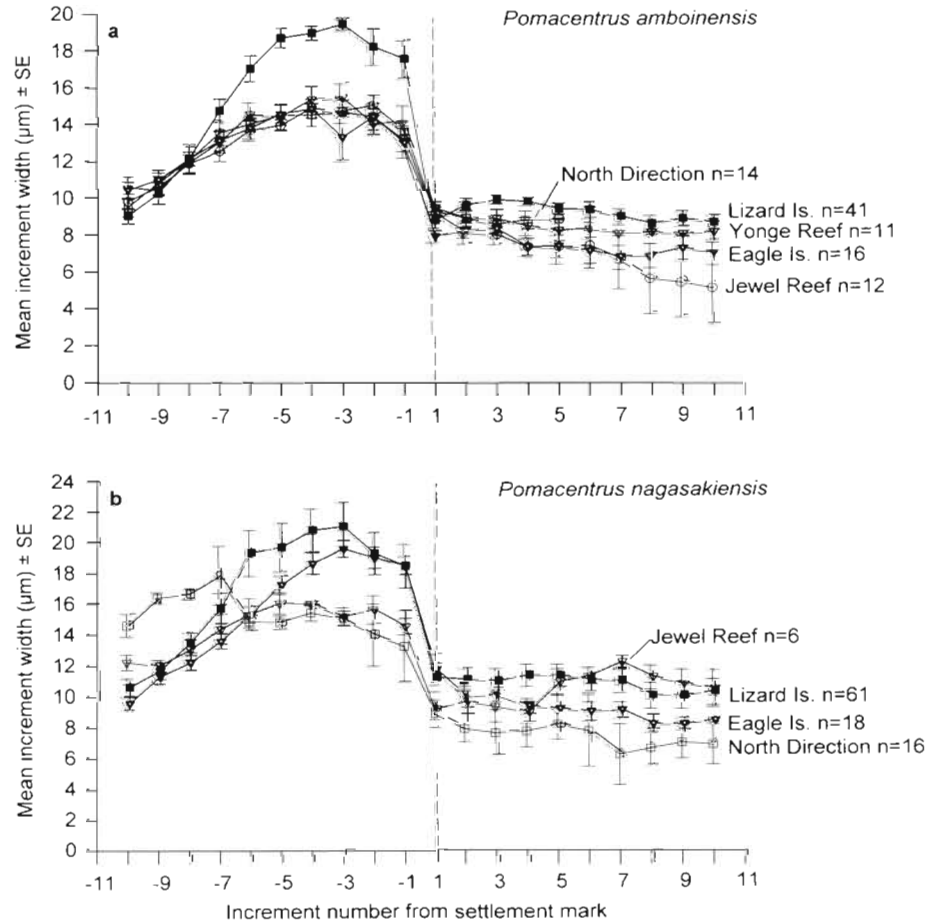 a
Pomacentrus amboinensis
Mean increment width (µm) ± SE
20
18
16
14
12
10
8
6
4
2
0
North Direction n=14
Lizard Is. n=41
Yonge Reef n=11
Eagle Is. n=16
Jewel Reef n=12
-11 -9 -7 -5 -3 -1 1 3 5 7 9 11
b
Pomacentrus nagasakiensis
Mean increment width (µm) ± SE
24
22
20
18
16
14
12
10
8
6
4
2
0
Jewel Reef n=6
Lizard Is. n=61
Eagle Is. n=18
North Direction n=16
-11 -9 -7 -5 -3 -1 1 3 5 7 9 11
Increment number from settlement mark